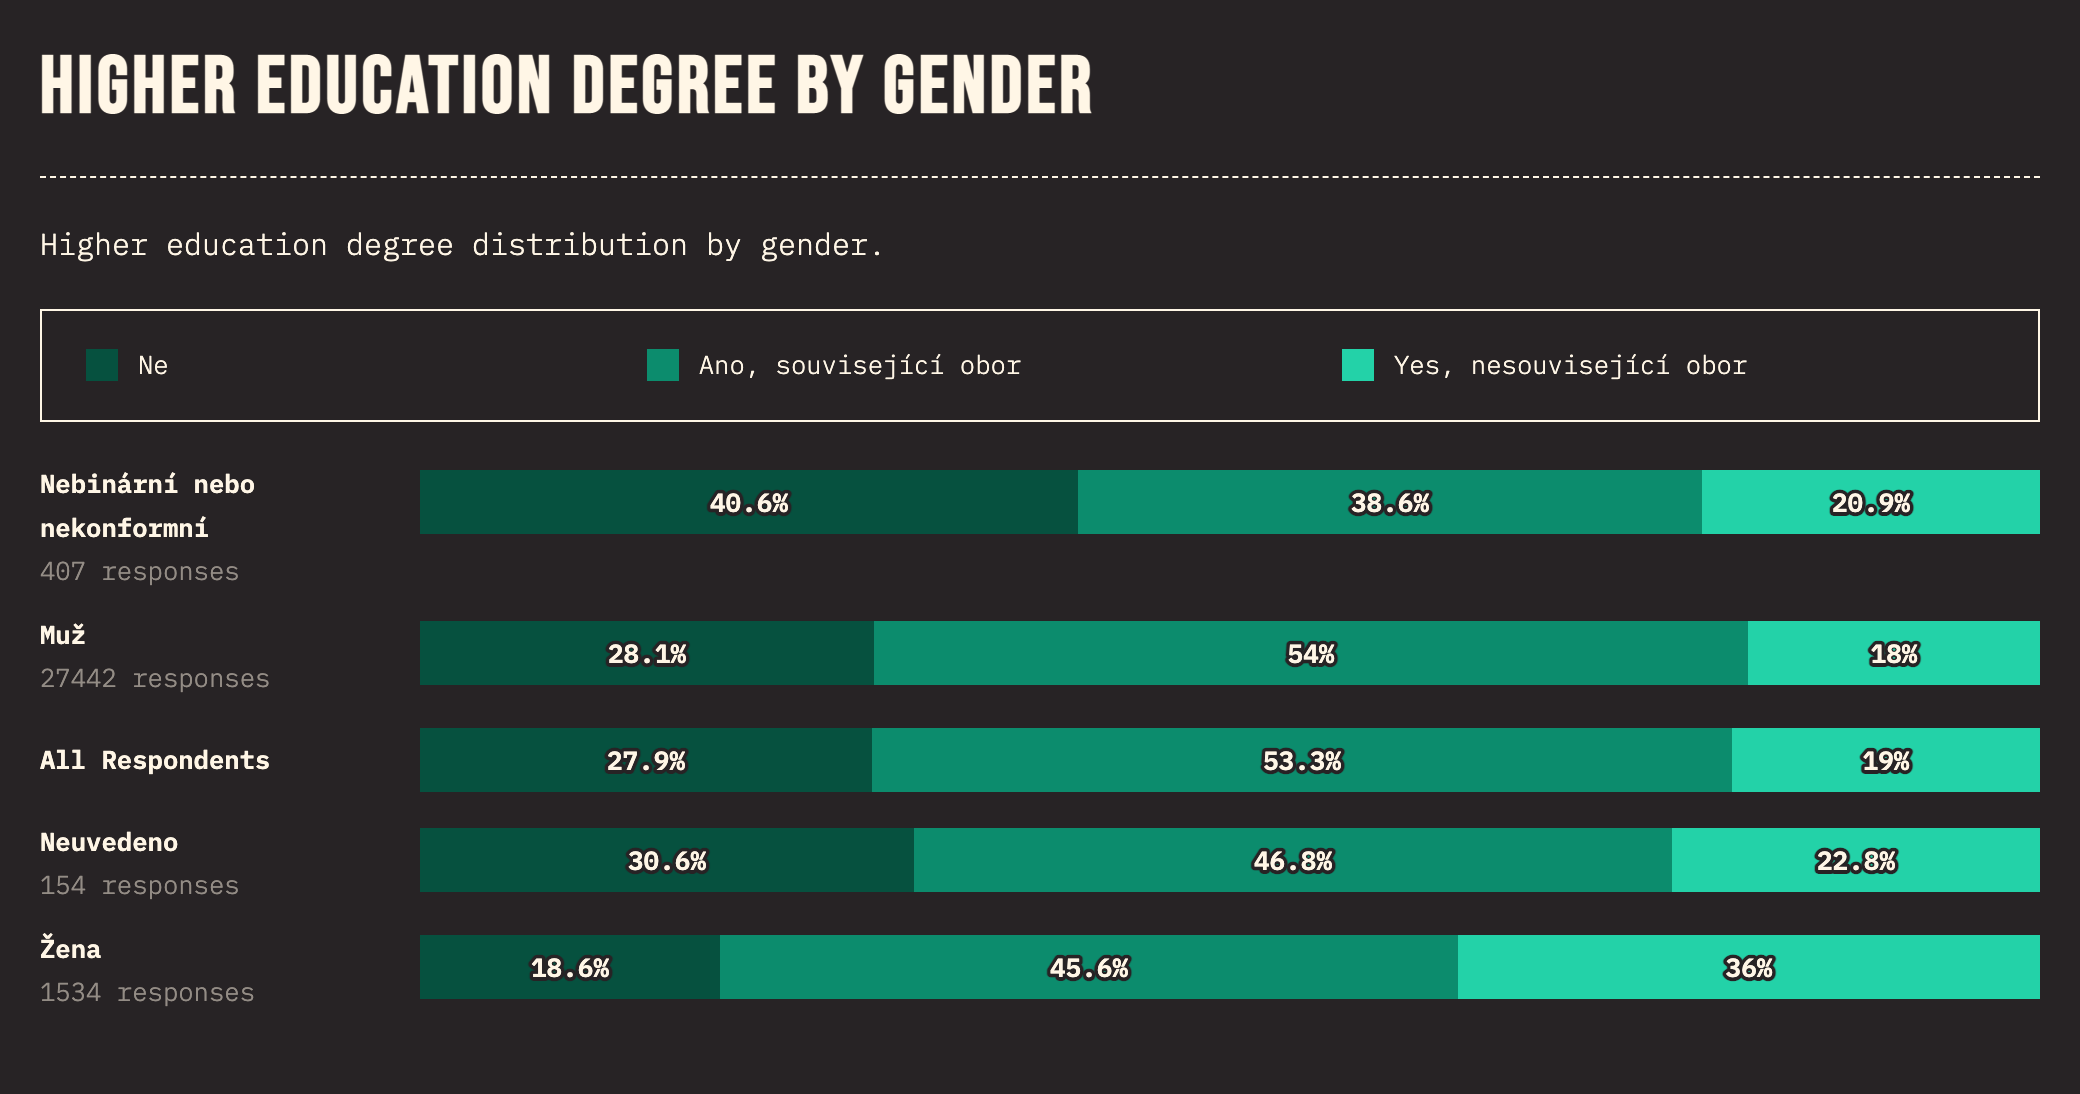 HIGHER EDUCATION DEGREE BY GENDER
Higher education degree distribution by gender.
Ne
Ano, související obor
Yes, nesouvisející obor
Nebinární nebo
nekonformní
407 responses
40.6%
38.6%
20.9%
Muž
27442 responses
28.1%
54%
18%
All Respondents
27.9%
53.3%
19%
Neuvedeno
154 responses
30.6%
46.8%
22.8%
Žena
1534 responses
18.6%
45.6%
36%